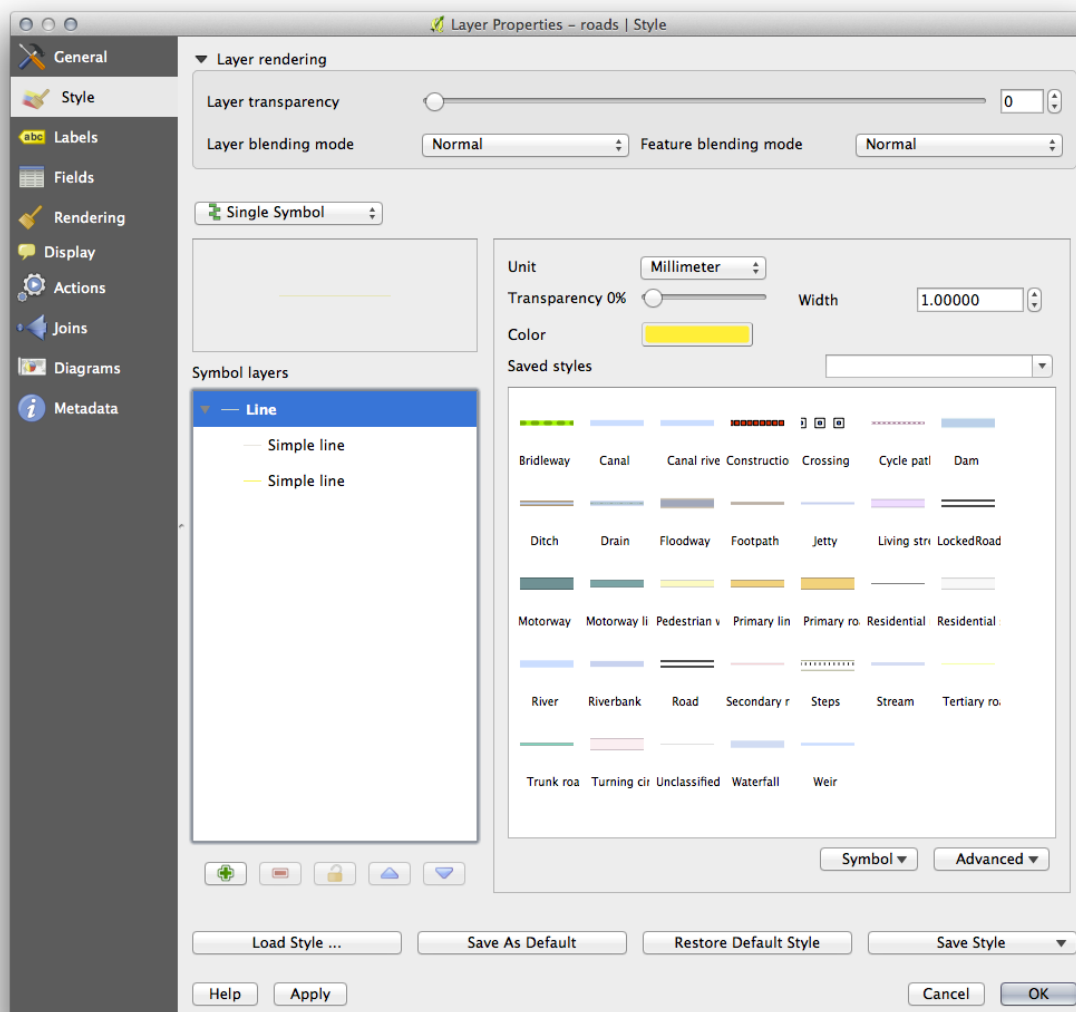 Layer Properties – roads | Style
General
Style
abc Labels
Fields
Rendering
Display
Actions
Joins
Diagrams
i Metadata
Layer rendering
Layer transparency 0
Layer blending mode Normal Feature blending mode Normal
Single Symbol
Unit Millimeter
Transparency 0% Width 1.00000
Color
Saved styles
Symbol layers
Line
Simple line
Simple line
Bridleway Canal Canal rive Constructio Crossing Cycle patl Dam
Ditch Drain Floodway Footpath Jetty Living stre LockedRoad
Motorway Motorway li Pedestrian v Primary lin Primary ro Residential Residential
River Riverbank Road Secondary r Steps Stream Tertiary ro
Trunk roa Turning cir Unclassified Waterfall Weir
Symbol Advanced
Load Style ... Save As Default Restore Default Style Save Style
Help Apply Cancel OK